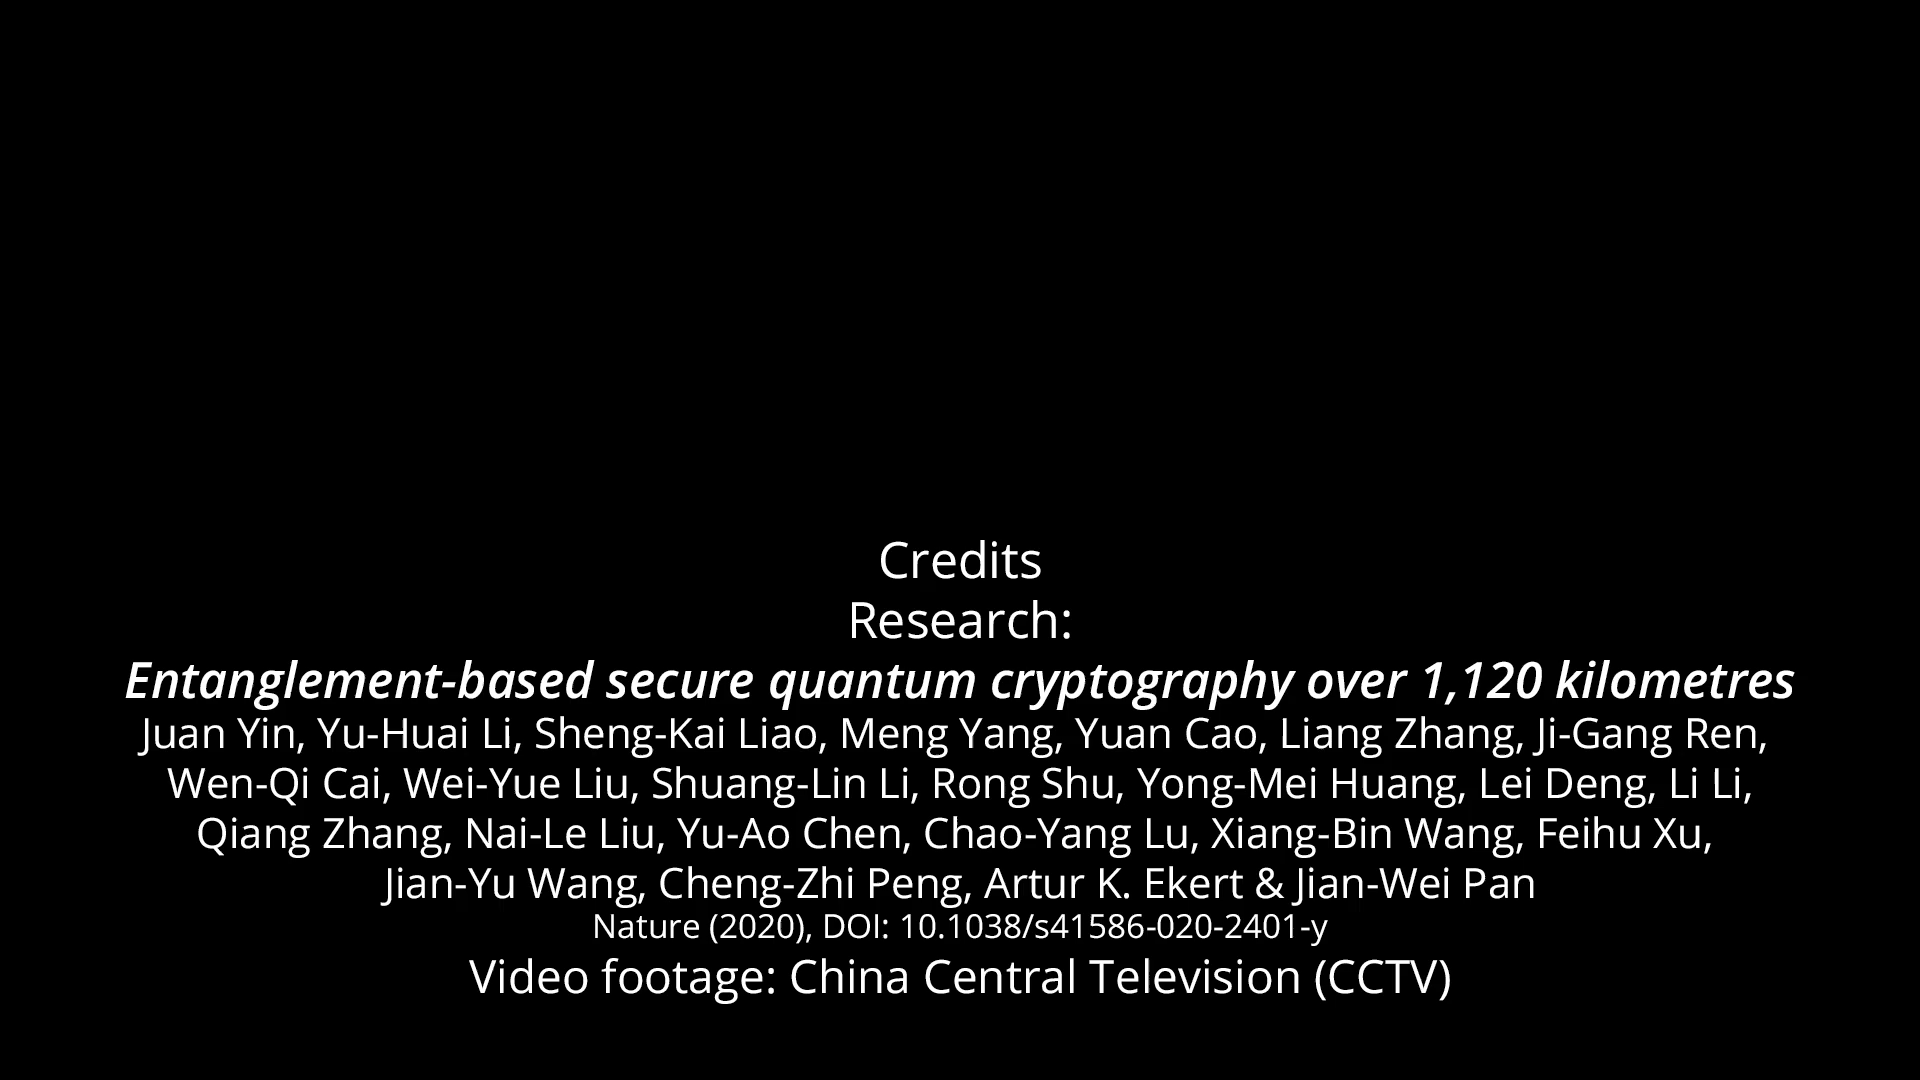 Credits
Research:
Entanglement-based secure quantum cryptography over 1,120 kilometres
Juan Yin, Yu-Huai Li, Sheng-Kai Liao, Meng Yang, Yuan Cao, Liang Zhang, Ji-Gang Ren,
Wen-Qi Cai, Wei-Yue Liu, Shuang-Lin Li, Rong Shu, Yong-Mei Huang, Lei Deng, Li Li,
Qiang Zhang, Nai-Le Liu, Yu-Ao Chen, Chao-Yang Lu, Xiang-Bin Wang, Feihu Xu,
Jian-Yu Wang, Cheng-Zhi Peng, Artur K. Ekert & Jian-Wei Pan
Nature (2020), DOI: 10.1038/s41586-020-2401-y
Video footage: China Central Television (CCTV)